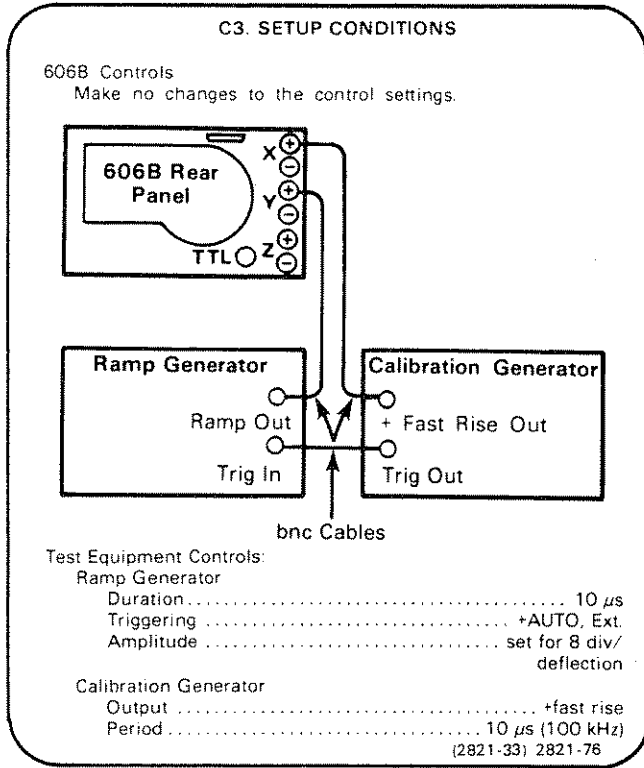 C3. SETUP CONDITIONS
606B Controls
Make no changes to the control settings.
606B Rear
Panel
X
+
−
Y
+
−
Z
+
−
TTL
Ramp Generator
Calibration Generator
Ramp Out
+ Fast Rise Out
Trig In
Trig Out
bnc Cables
Test Equipment Controls:
Ramp Generator
Duration ............................................. 10 μs
Triggering .................................. +AUTO, Ext.
Amplitude .................................. set for 8 div/
deflection
Calibration Generator
Output ........................................... +fast rise
Period ................................... 10 μs (100 kHz)
(2821-33) 2821-76